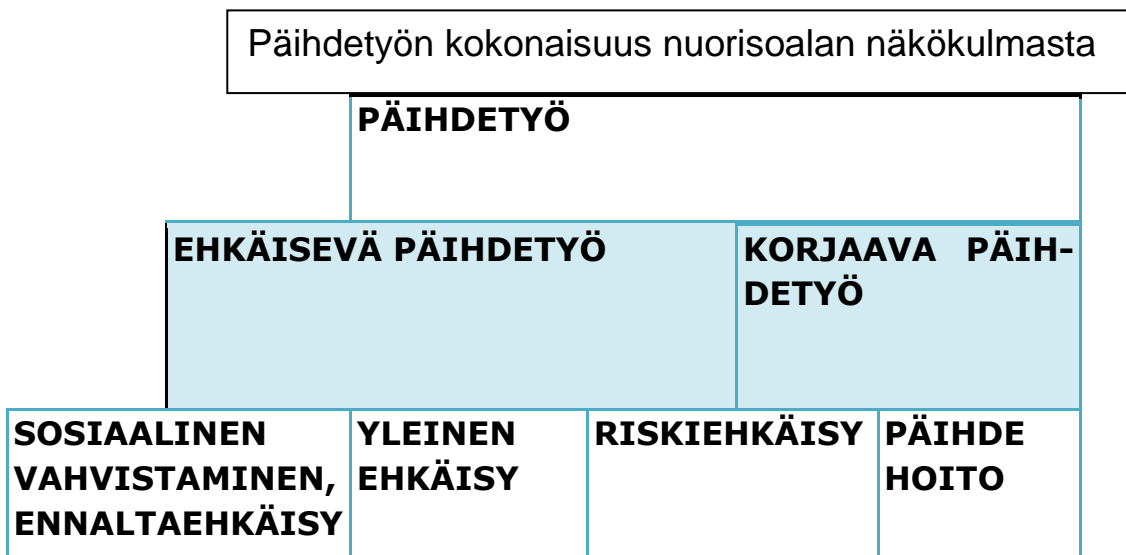 Päihdetyön kokonaisuus nuorisoalan näkökulmasta
PÄIHDETYÖ
EHKÄISEVÄ PÄIHDETYÖ
KORJAAVA PÄIH-
DETYÖ
SOSIAALINEN
VAHVISTAMINEN,
ENNALTAEHKÄISY
YLEINEN
EHKÄISY
RISKIEHKÄISY
PÄIHDE
HOITO